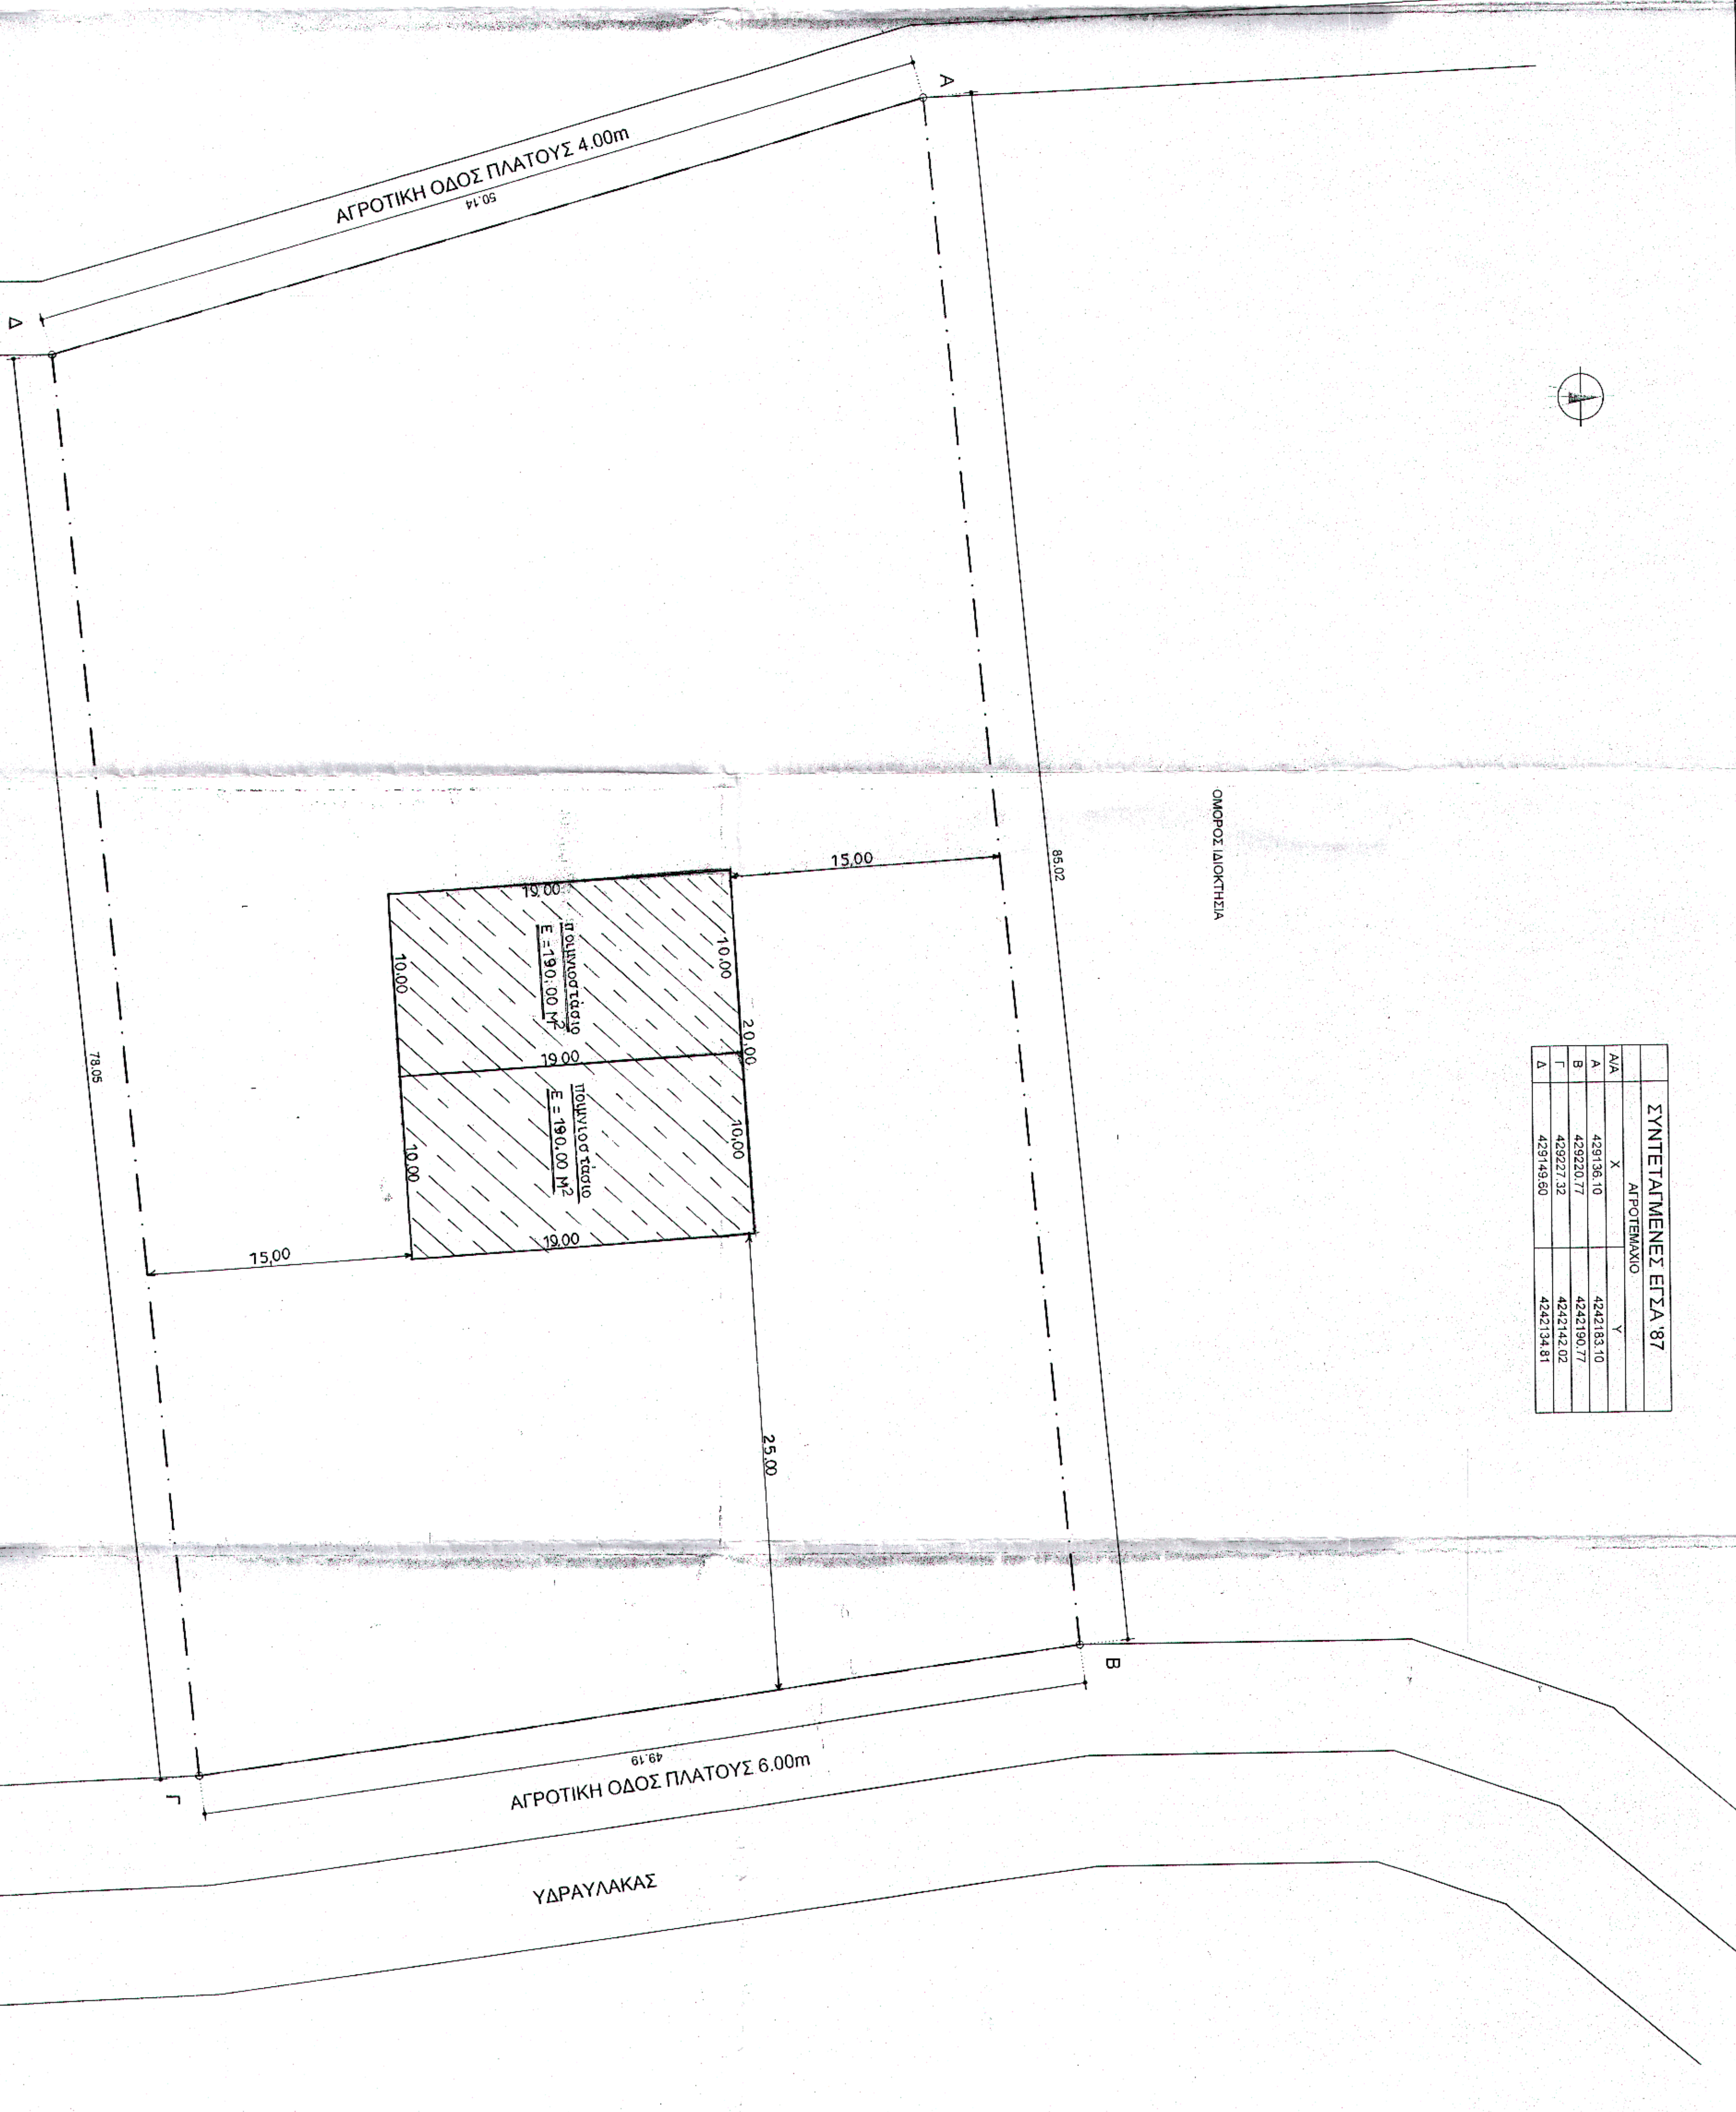 Α
ΑΓΡΟΤΙΚΗ ΟΔΟΣ ΠΛΑΤΟΥΣ 4.00m
50.14
Δ
ΟΜΟΡΟΣ ΙΔΙΟΚΤΗΣΙΑ
85.02
15,00
19.00
10.00
10.00
ποιμνιοστάσιο
Ε = 190.00 Μ²
20,00
19.00
78.05
10,00
10.00
ποιμνιοστάσιο
Ε = 190.00 Μ²
19.00
15,00
25.00
Β
49.19
ΑΓΡΟΤΙΚΗ ΟΔΟΣ ΠΛΑΤΟΥΣ 6.00m
Γ
ΥΔΡΑΥΛΑΚΑΣ
ΣΥΝΤΕΤΑΓΜΕΝΕΣ ΕΓΣΑ '87
ΑΓΡΟΤΕΜΑΧΙΟ
Α/Α X Y
Α 429136.10 4242183.10
Β 429220.77 4242190.77
Γ 429227.32 4242142.02
Δ 429149.60 4242134.81